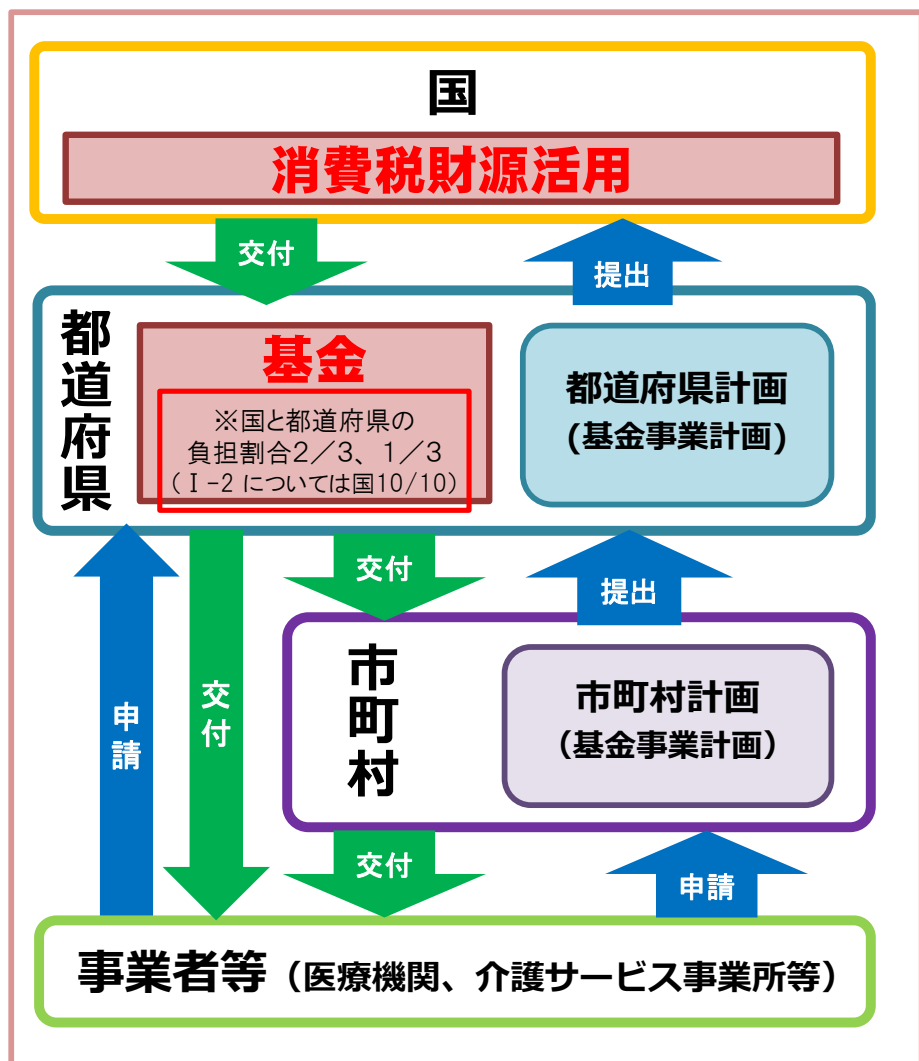 国
消費税財源活用
交付
提出
都道府県
基金
※国と都道府県の
負担割合2/3、1/3
(Ⅰ-2 については国10/10)
都道府県計画
(基金事業計画)
交付
提出
申請
交付
市町村
市町村計画
(基金事業計画)
交付
申請
事業者等(医療機関、介護サービス事業所等)